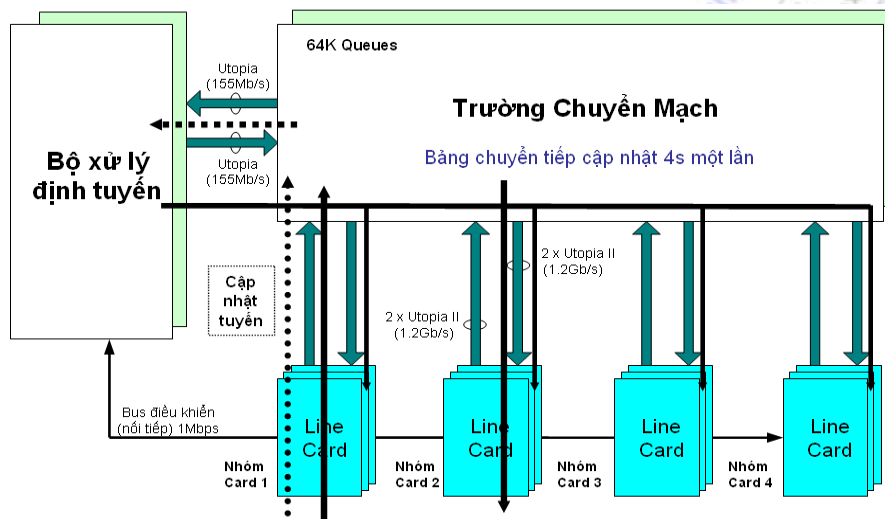 64K Queues
Utopia
(155Mb/s)
Trường Chuyển Mạch
Bộ xử lý
định tuyến
Bảng chuyển tiếp cập nhật 4s một lần
Utopia
(155Mb/s)
2 x Utopia II
(1.2Gb/s)
Cập
nhật
tuyến
2 x Utopia II
(1.2Gb/s)
Bus điều khiển
(nối tiếp) 1Mbps
Line
Card
Line
Card
Line
Card
Line
Card
Nhóm
Card 1
Nhóm
Card 2
Nhóm
Card 3
Nhóm
Card 4